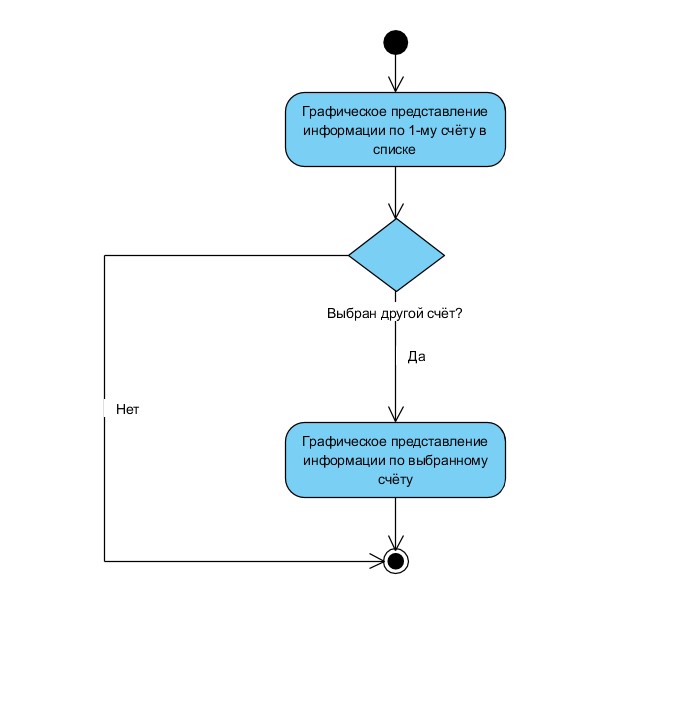 Графическое представление
информации по 1-му счёту в
списке
Выбран другой счёт?
Да
Нет
Графическое представление
информации по выбранному
счёту